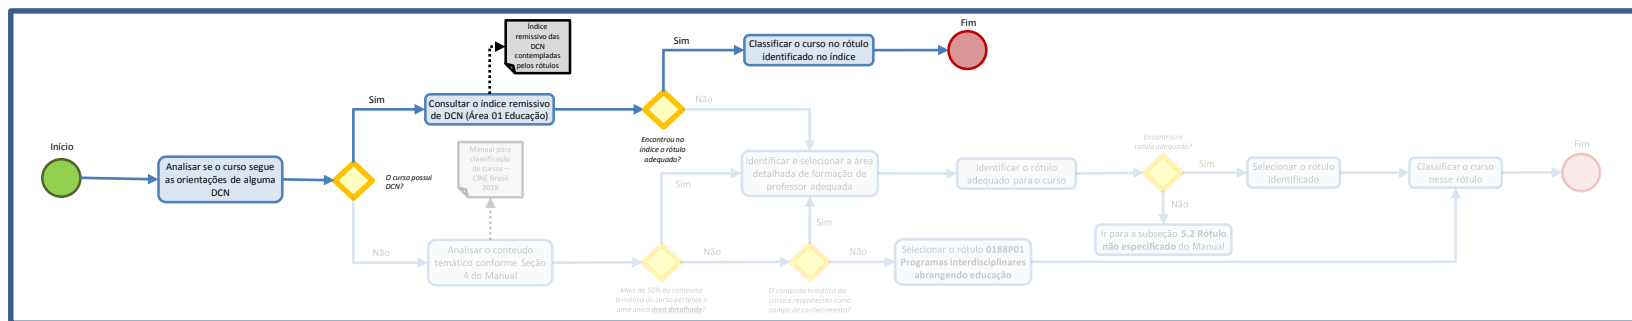 Início
Analisar se o curso segue
as orientações de alguma
DCN
O curso possui
DCN?
Sim
Consultar o índice remissivo
de DCN (Área 01 Educação)
Índice
remissivo das
DCN
contempladas
pelos rótulos
Encontrou no
índice o rótulo
adequado?
Sim
Classificar o curso no rótulo
identificado no índice
Fim
Não
Não
Analisar o conteúdo
temático conforme Seção
4 do Manual
Manual para
classificação
de cursos –
CINE Brasil
2018
Mais de 50% do conteúdo
temático do curso pertence a
uma única área detalhada?
Sim
Não
O conteúdo temático do
curso é reconhecido como
campo de conhecimento?
Sim
Não
Identificar e selecionar a área
detalhada de formação de
professor adequada
Identificar o rótulo
adequado para o curso
Encontrou o
rótulo adequado?
Sim
Não
Selecionar o rótulo
identificado
Classificar o curso
nesse rótulo
Fim
Ir para a subseção 5.2 Rótulo
não especificado do Manual
Selecionar o rótulo 0188P01
Programas interdisciplinares
abrangendo educação